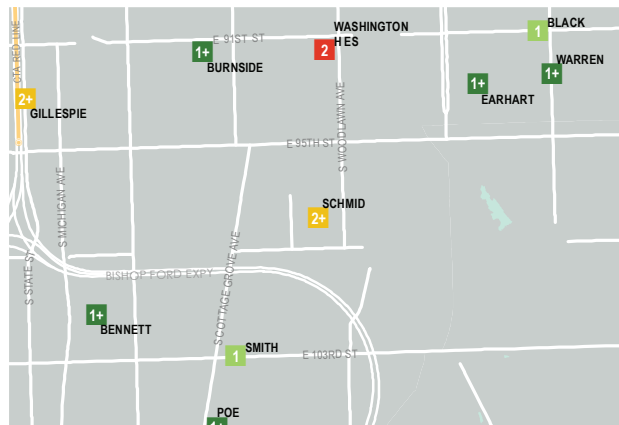 WASHINGTON
H ES
2
1
BLACK
E 91ST ST
1+
BURNSIDE
1+
WARREN
1+
EARHART
CTA RED LINE
2+
GILLESPIE
E 95TH ST
S WOODLAWN AVE
S MICHIGAN AVE
SCHMID
2+
S STATE ST
BISHOP FORD EXPY
S COTTAGE GROVE AVE
1+
BENNETT
SMITH
1
E 103RD ST
POE
1+